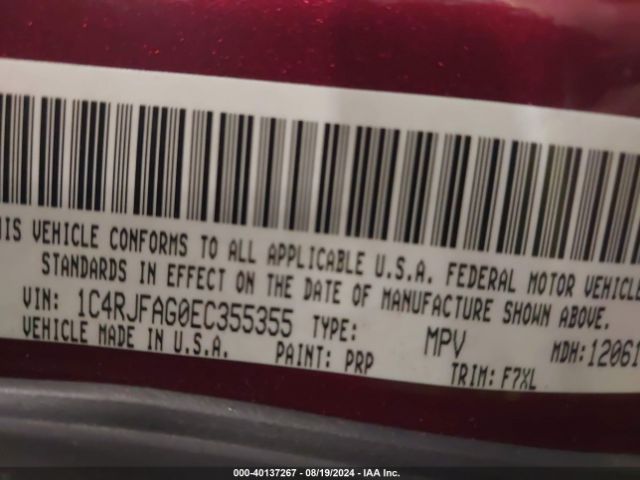 HIS VEHICLE CONFORMS TO ALL APPLICABLE U.S.A. FEDERAL MOTOR VEHICLE
STANDARDS IN EFFECT ON THE DATE OF MANUFACTURE SHOWN ABOVE.
VIN: 1C4RJFAG0EC355355 TYPE: MPV MDH:12061
VEHICLE MADE IN U.S.A. PAINT: PRP TRIM: F7XL
000-40137267 - 08/19/2024 - IAA Inc.